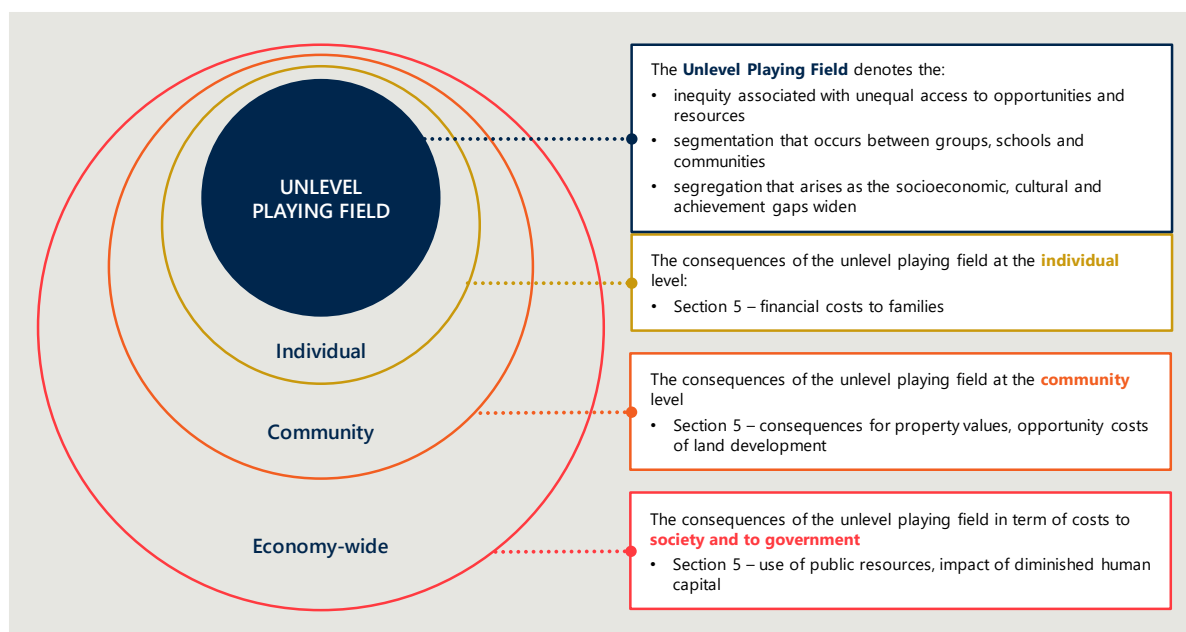 UNLEVEL
PLAYING FIELD
Individual
Community
Economy-wide
The Unlevel Playing Field denotes the:
• inequity associated with unequal access to opportunities and
resources
• segmentation that occurs between groups, schools and
communities
• segregation that arises as the socioeconomic, cultural and
achievement gaps widen
The consequences of the unlevel playing field at the individual
level:
• Section 5 – financial costs to families
The consequences of the unlevel playing field at the community
level
• Section 5 – consequences for property values, opportunity costs
of land development
The consequences of the unlevel playing field in term of costs to
society and to government
• Section 5 – use of public resources, impact of diminished human
capital